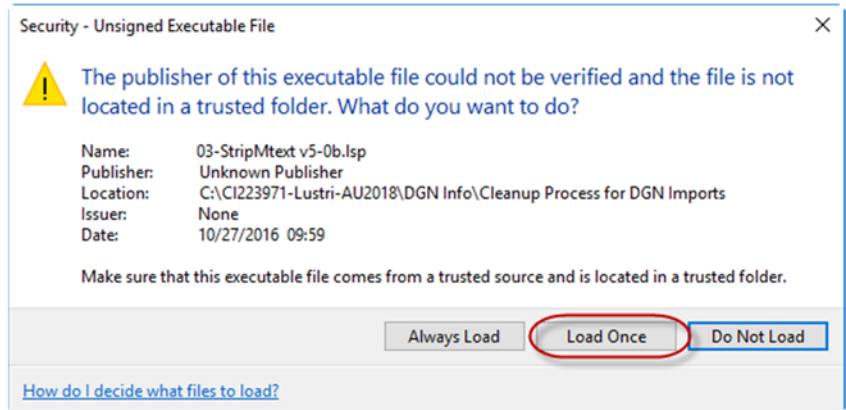 Security - Unsigned Executable File
The publisher of this executable file could not be verified and the file is not
located in a trusted folder. What do you want to do?
Name: 03-StripMtext v5-0b.lsp
Publisher: Unknown Publisher
Location: C:\CI223971-Lustri-AU2018\DGN Info\Cleanup Process for DGN Imports
Issuer: None
Date: 10/27/2016 09:59
Make sure that this executable file comes from a trusted source and is located in a trusted folder.
Always Load Load Once Do Not Load
How do I decide what files to load?